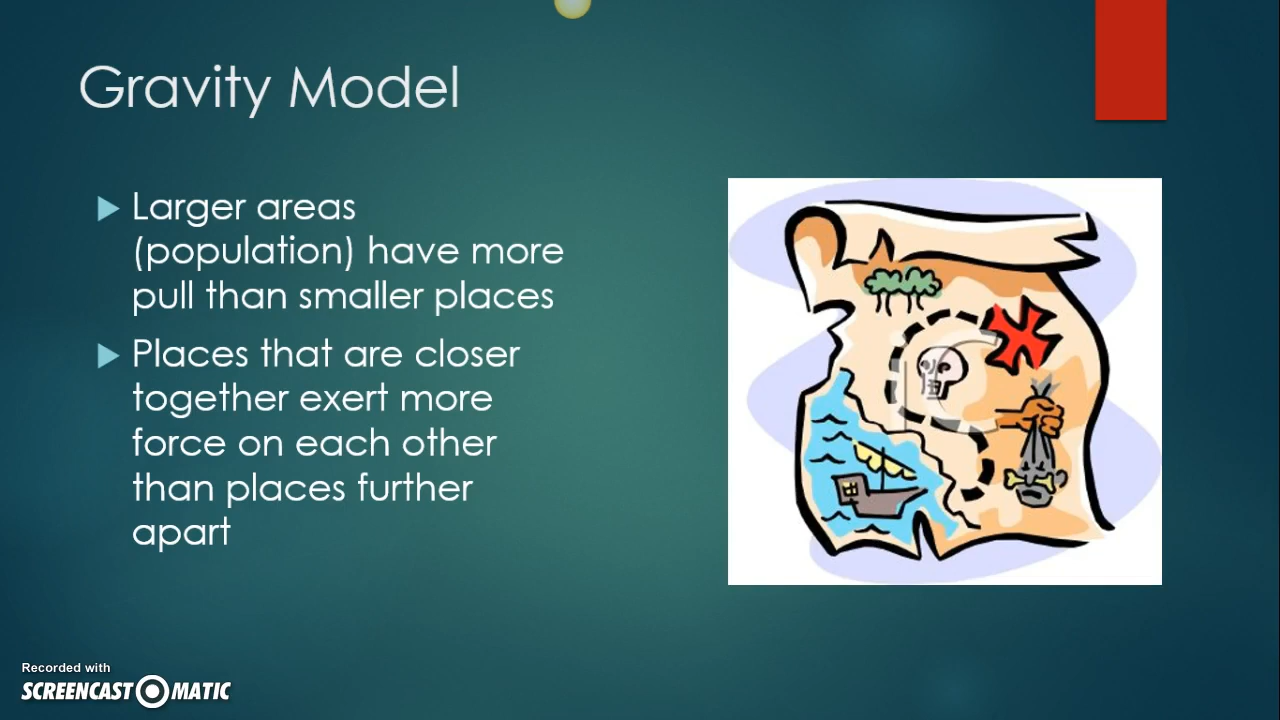 Gravity Model
Larger areas
(population) have more
pull than smaller places
Places that are closer
together exert more
force on each other
than places further
apart
Recorded with
SCREENCAST MATIC